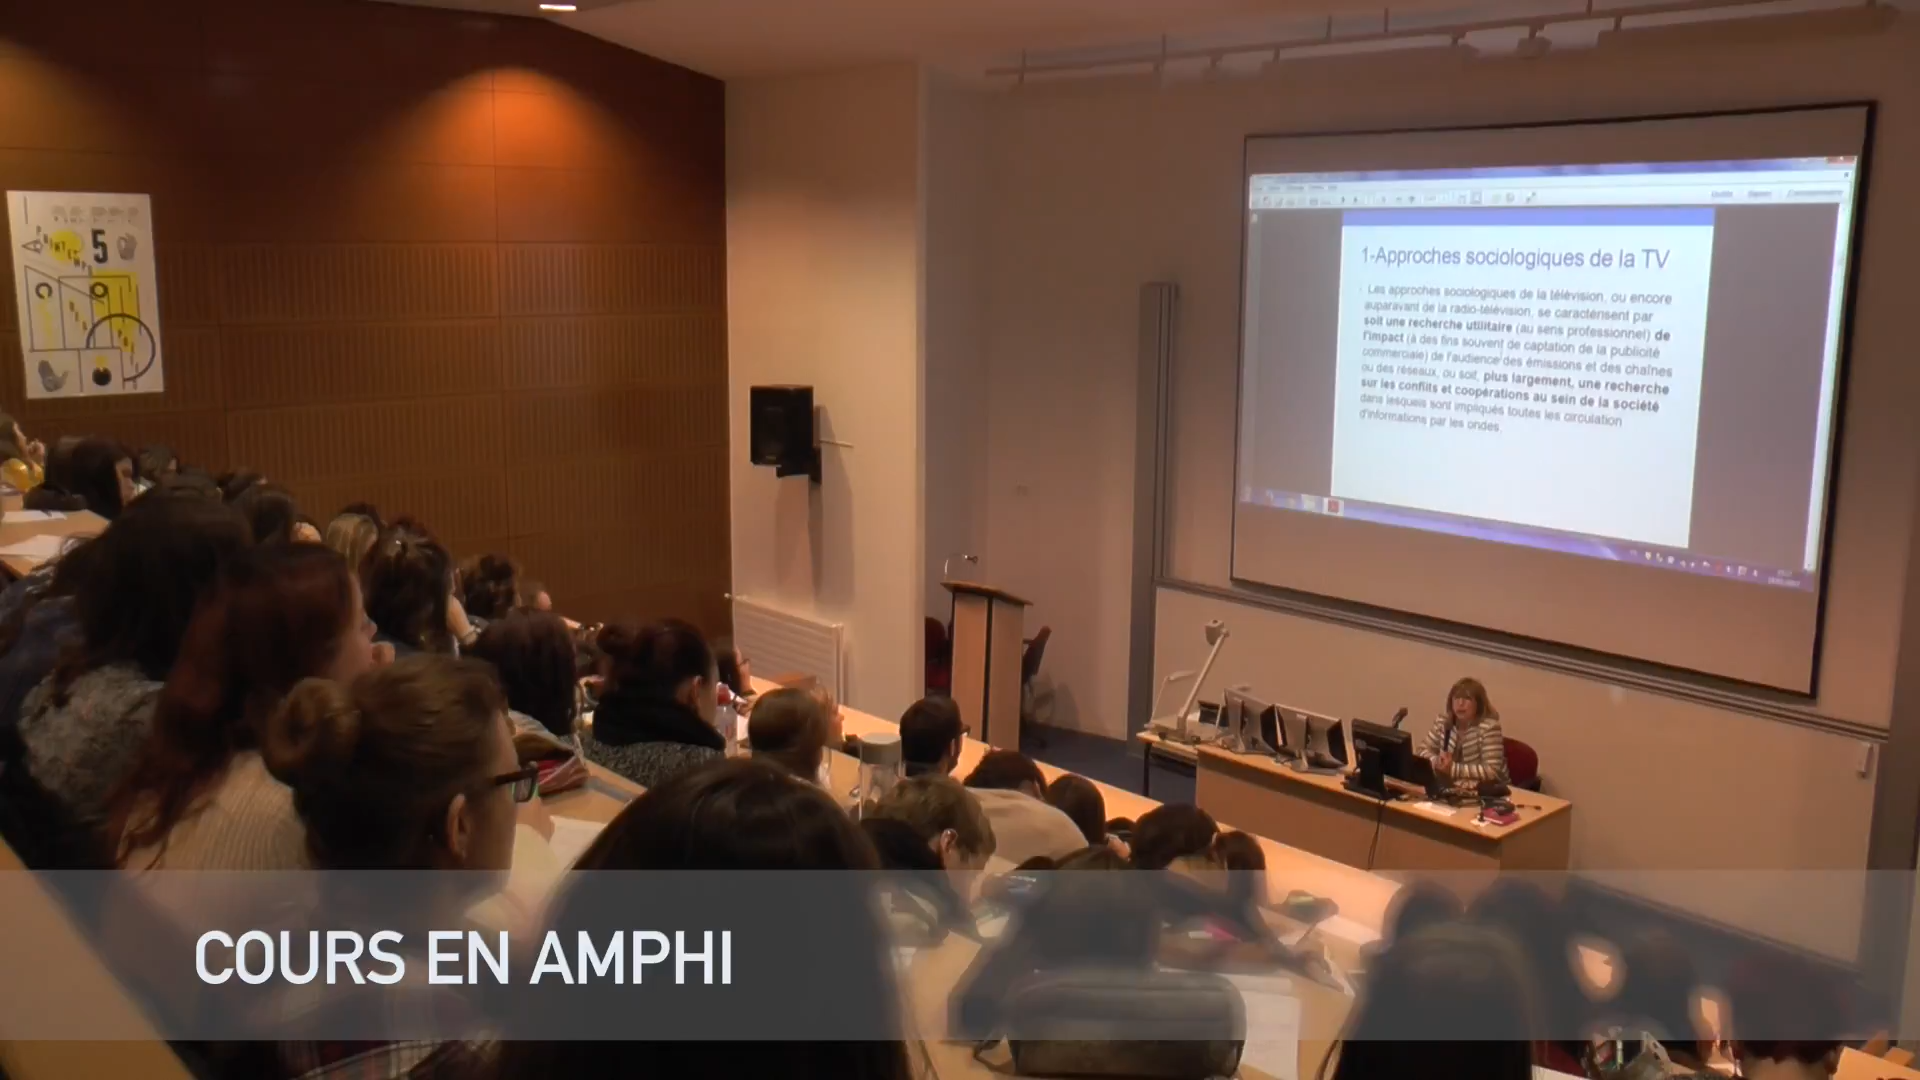 PRINTEMPS
5
1-Approches sociologiques de la TV
- Les approches sociologiques de la télévision, ou encore
auparavant de la radio-télévision, se caractérisent par
soit une recherche utilitaire (au sens professionnel) de
l'impact (à des fins souvent de captation de la publicité
commerciale) de l'audience des émissions et des chaînes
ou des réseaux, ou soit, plus largement, une recherche
sur les conflits et coopérations au sein de la société
dans lesquels sont impliqués toutes les circulation
d'informations par les ondes.
COURS EN AMPHI